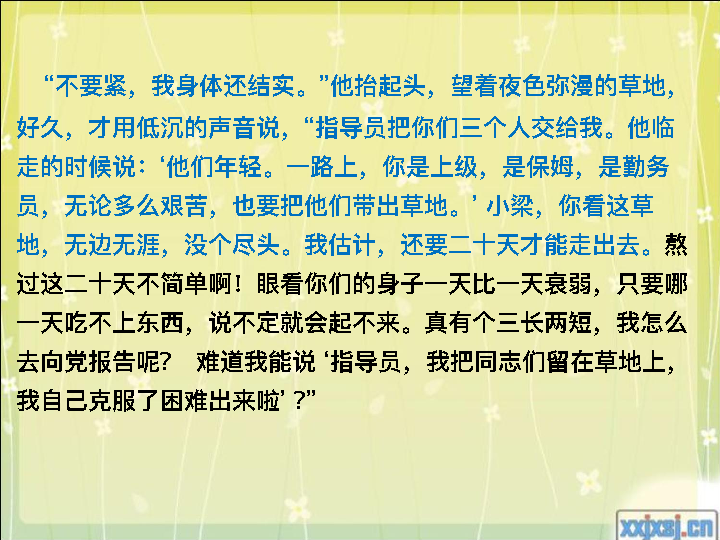 “不要紧，我身体还结实。”他抬起头，望着夜色弥漫的草地，
好久，才用低沉的声音说，“指导员把你们三个人交给我。他临
走的时候说：‘他们年轻。一路上，你是上级，是保姆，是勤务
员，无论多么艰苦，也要把他们带出草地。’ 小梁，你看这草
地，无边无涯，没个尽头。我估计，还要二十天才能走出去。熬
过这二十天不简单啊！眼看你们的身子一天比一天衰弱，只要哪
一天吃不上东西，说不定就会起不来。真有个三长两短，我怎么
去向党报告呢？ 难道我能说 ‘指导员，我把同志们留在草地上，
我自己克服了困难出来啦’ ?”
xxjxsj.cn